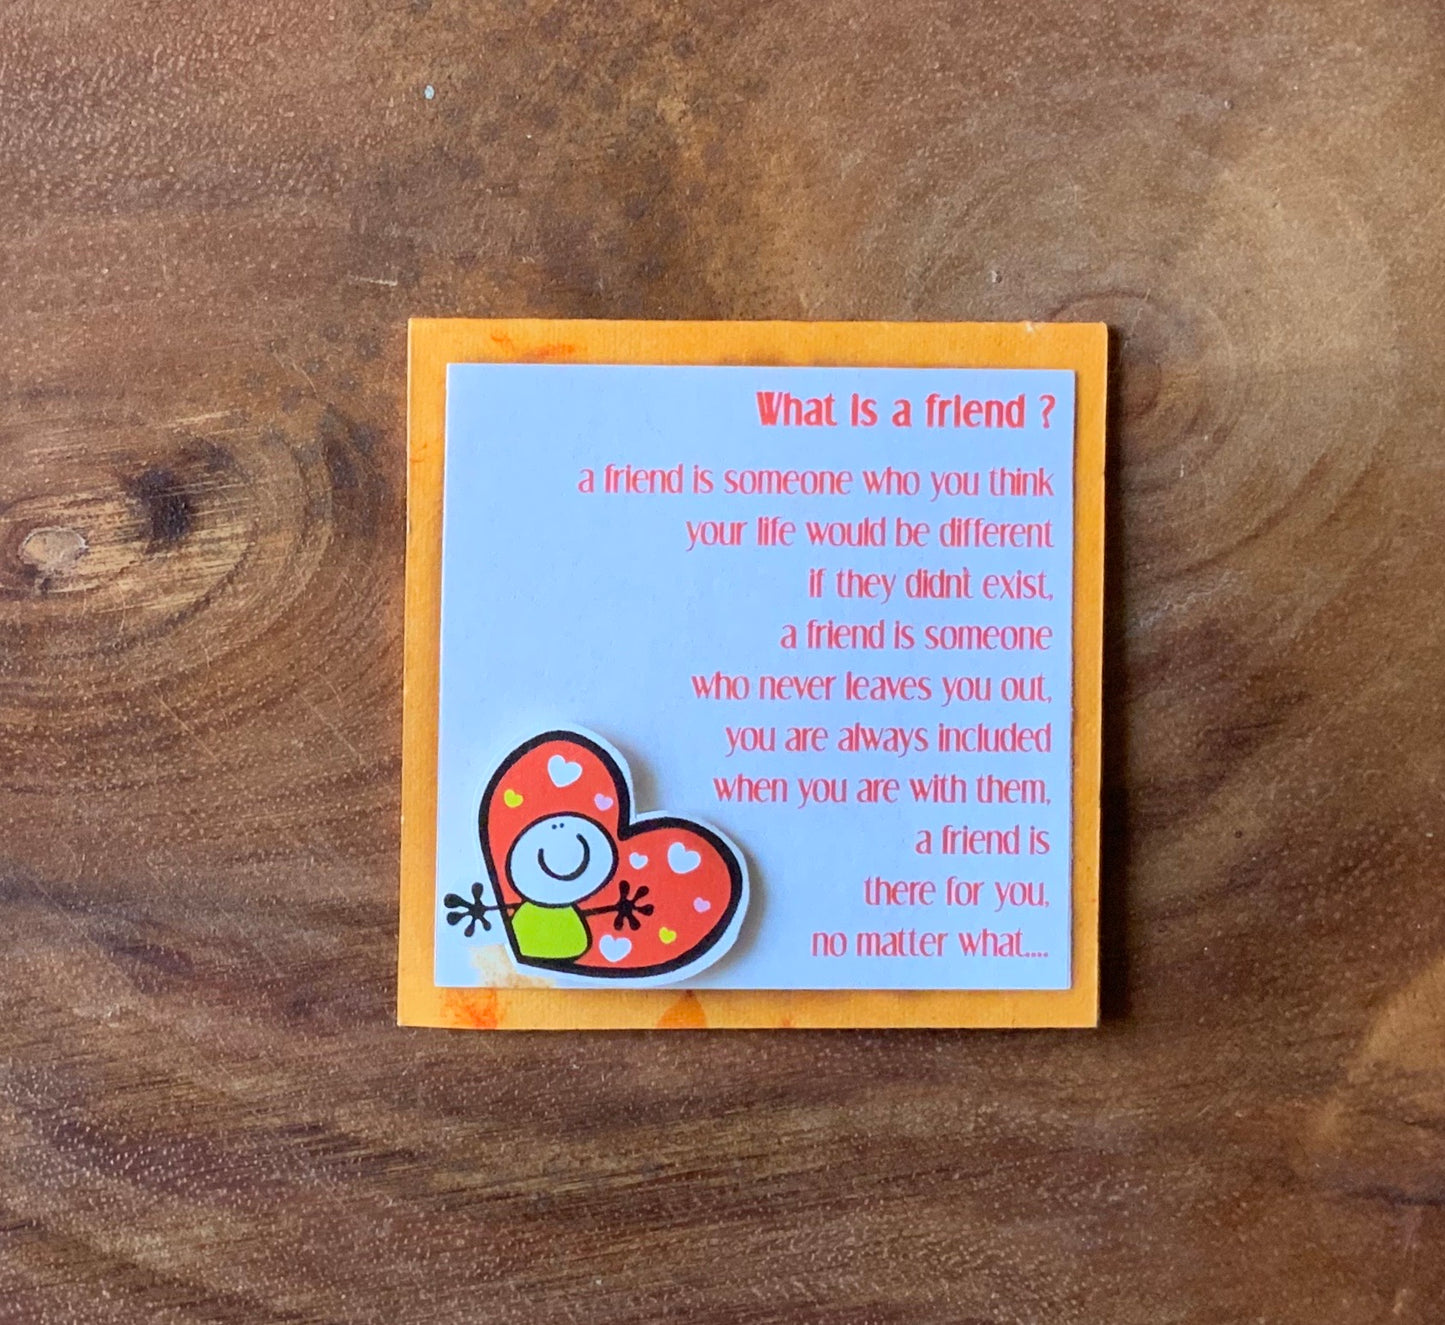 What is a friend ?
a friend is someone who you think
your life would be different
if they didn't exist,
a friend is someone
who never leaves you out,
you are always included
when you are with them,
a friend is
there for you,
no matter what....